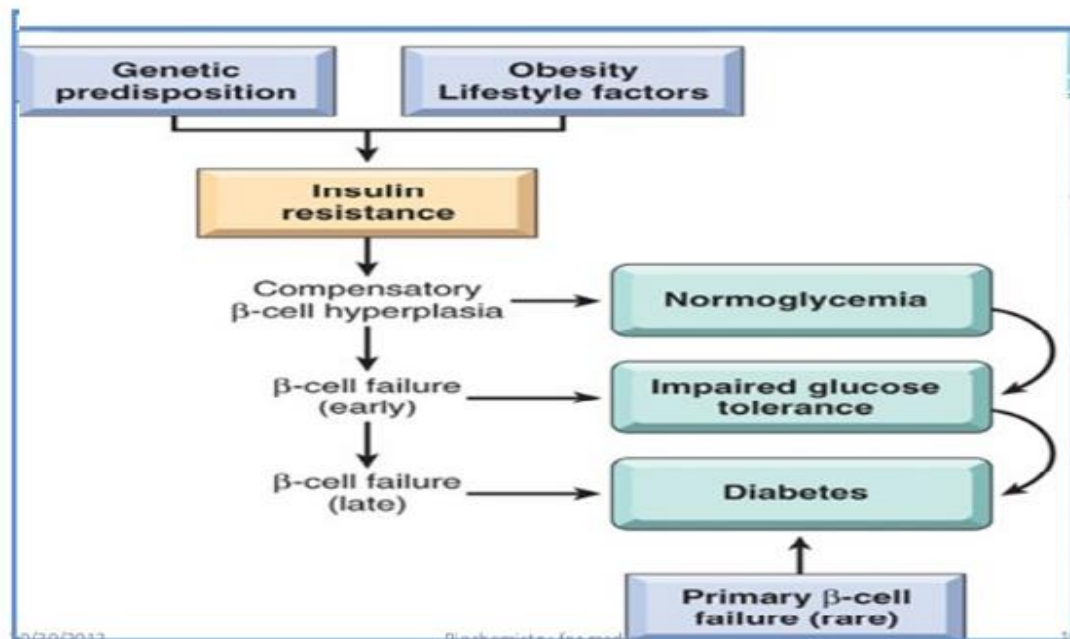 Genetic
predisposition
Obesity
Lifestyle factors
Insulin
resistance
Compensatory
β-cell hyperplasia
Normoglycemia
β-cell failure
(early)
Impaired glucose
tolerance
β-cell failure
(late)
Diabetes
Primary β-cell
failure (rare)